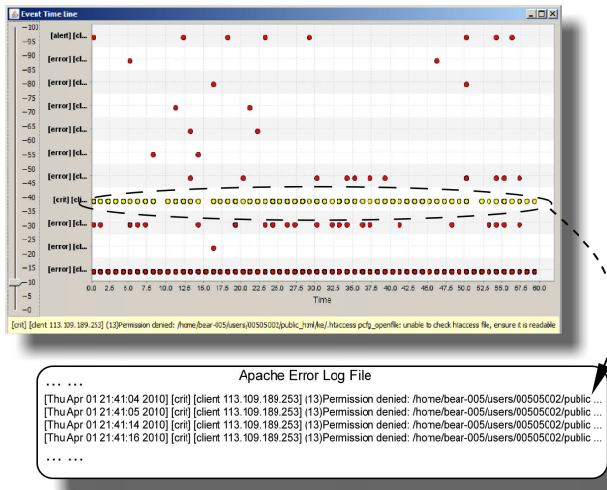 Event Time Line
100
95
90
85
80
75
70
65
60
55
50
45
40
35
30
25
20
15
10
5
0
[alert] [cl...
[error] [cl...
[error] [cl...
[error] [cl...
[error] [cl...
[error] [cl...
[error] [cl...
[crit] [cli...
[error] [cl...
[error] [cl...
[error] [cl...
0.0 2.5 5.0 7.5 10.0 12.5 15.0 17.5 20.0 22.5 25.0 27.5 30.0 32.5 35.0 37.5 40.0 42.5 45.0 47.5 50.0 52.5 55.0 57.5 60.0
Time
[crit] [client 113.109.189.253] (13)Permission denied: /home/bear-005/users/00505002/public_html/ke/.htaccess pcfg_openfile: unable to check htaccess file, ensure it is readable
Apache Error Log File
... ...
[Thu Apr 01 21:41:04 2010] [crit] [client 113.109.189.253] (13)Permission denied: /home/bear-005/users/00505002/public ...
[Thu Apr 01 21:41:05 2010] [crit] [client 113.109.189.253] (13)Permission denied: /home/bear-005/users/00505002/public ...
[Thu Apr 01 21:41:14 2010] [crit] [client 113.109.189.253] (13)Permission denied: /home/bear-005/users/00505002/public ...
[Thu Apr 01 21:41:16 2010] [crit] [client 113.109.189.253] (13)Permission denied: /home/bear-005/users/00505002/public ...
... ...